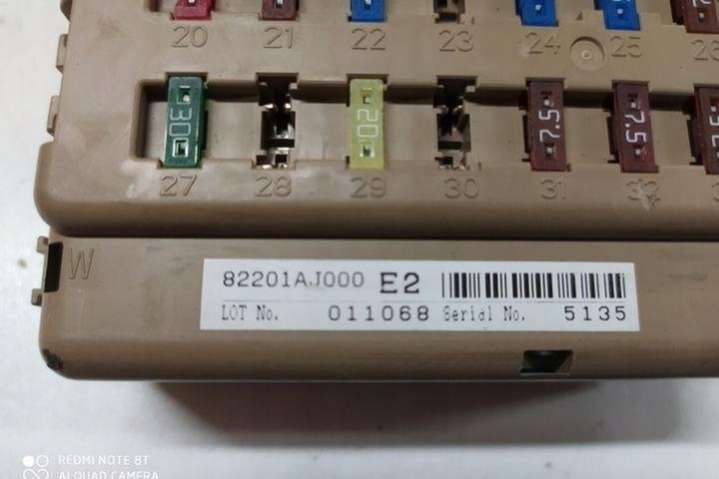 20 21 22 23 24 25 26
30 20 7.5 7.5
27 28 29 30 31 32
W
82201AJ000 E2
LOT No. 011068 Serial No. 5135
REDMI NOTE 8T
AI QUAD CAMERA